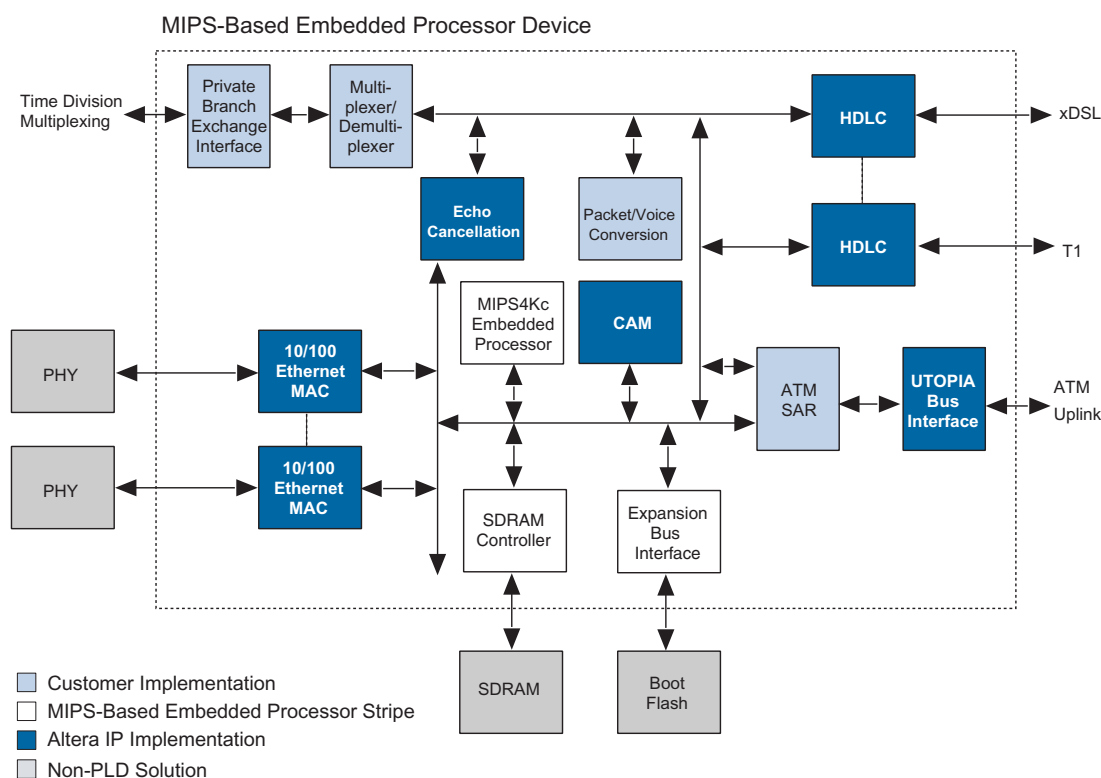 MIPS-Based Embedded Processor Device
Time Division
Multiplexing
Private
Branch
Exchange
Interface
Multi-
plexer/
Demulti-
plexer
HDLC
xDSL
Echo
Cancellation
Packet/Voice
Conversion
HDLC
T1
MIPS4Kc
Embedded
Processor
CAM
PHY
10/100
Ethernet
MAC
ATM
SAR
UTOPIA
Bus
Interface
ATM
Uplink
PHY
10/100
Ethernet
MAC
SDRAM
Controller
Expansion
Bus
Interface
SDRAM
Boot
Flash
Customer Implementation
MIPS-Based Embedded Processor Stripe
Altera IP Implementation
Non-PLD Solution